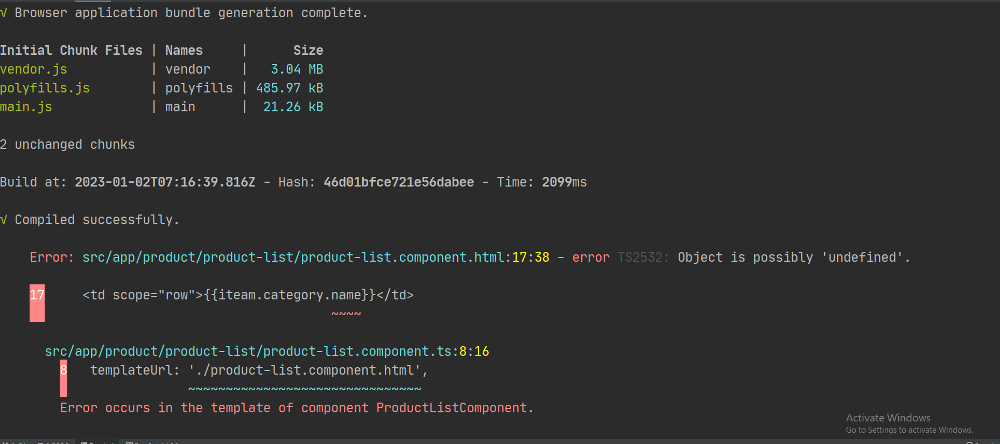 √ Browser application bundle generation complete.
Initial Chunk Files | Names     |      Size
vendor.js           | vendor    |   3.04 MB
polyfills.js        | polyfills | 485.97 kB
main.js             | main      |  21.26 kB
2 unchanged chunks
Build at: 2023-01-02T07:16:39.816Z - Hash: 46d01bfce721e56dabee - Time: 2099ms
√ Compiled successfully.
Error: src/app/product/product-list/product-list.component.html:17:38 - error TS2532: Object is possibly 'undefined'.
17     <td scope="row">{{iteam.category.name}}</td>
~~~~
src/app/product/product-list/product-list.component.ts:8:16
8   templateUrl: './product-list.component.html',
~~~~~~~~~~~~~~~~~~~~~~~~~~~~~~~
Error occurs in the template of component ProductListComponent.
Activate Windows
Go to Settings to activate Windows.